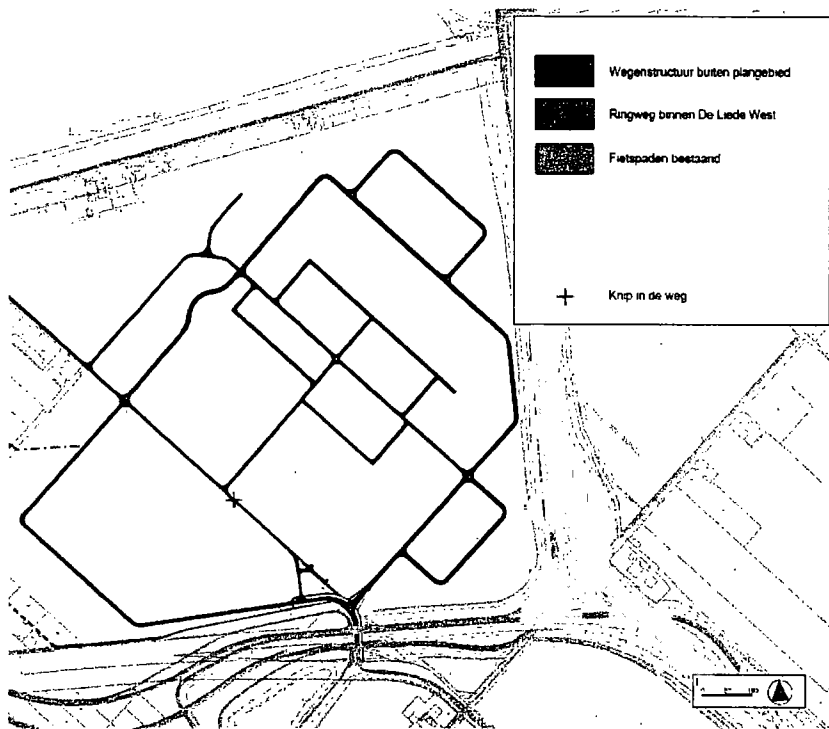 Wegenstructuur buiten plangebied
Ringweg binnen De Liede West
Fietspaden bestaand
Knip in de weg